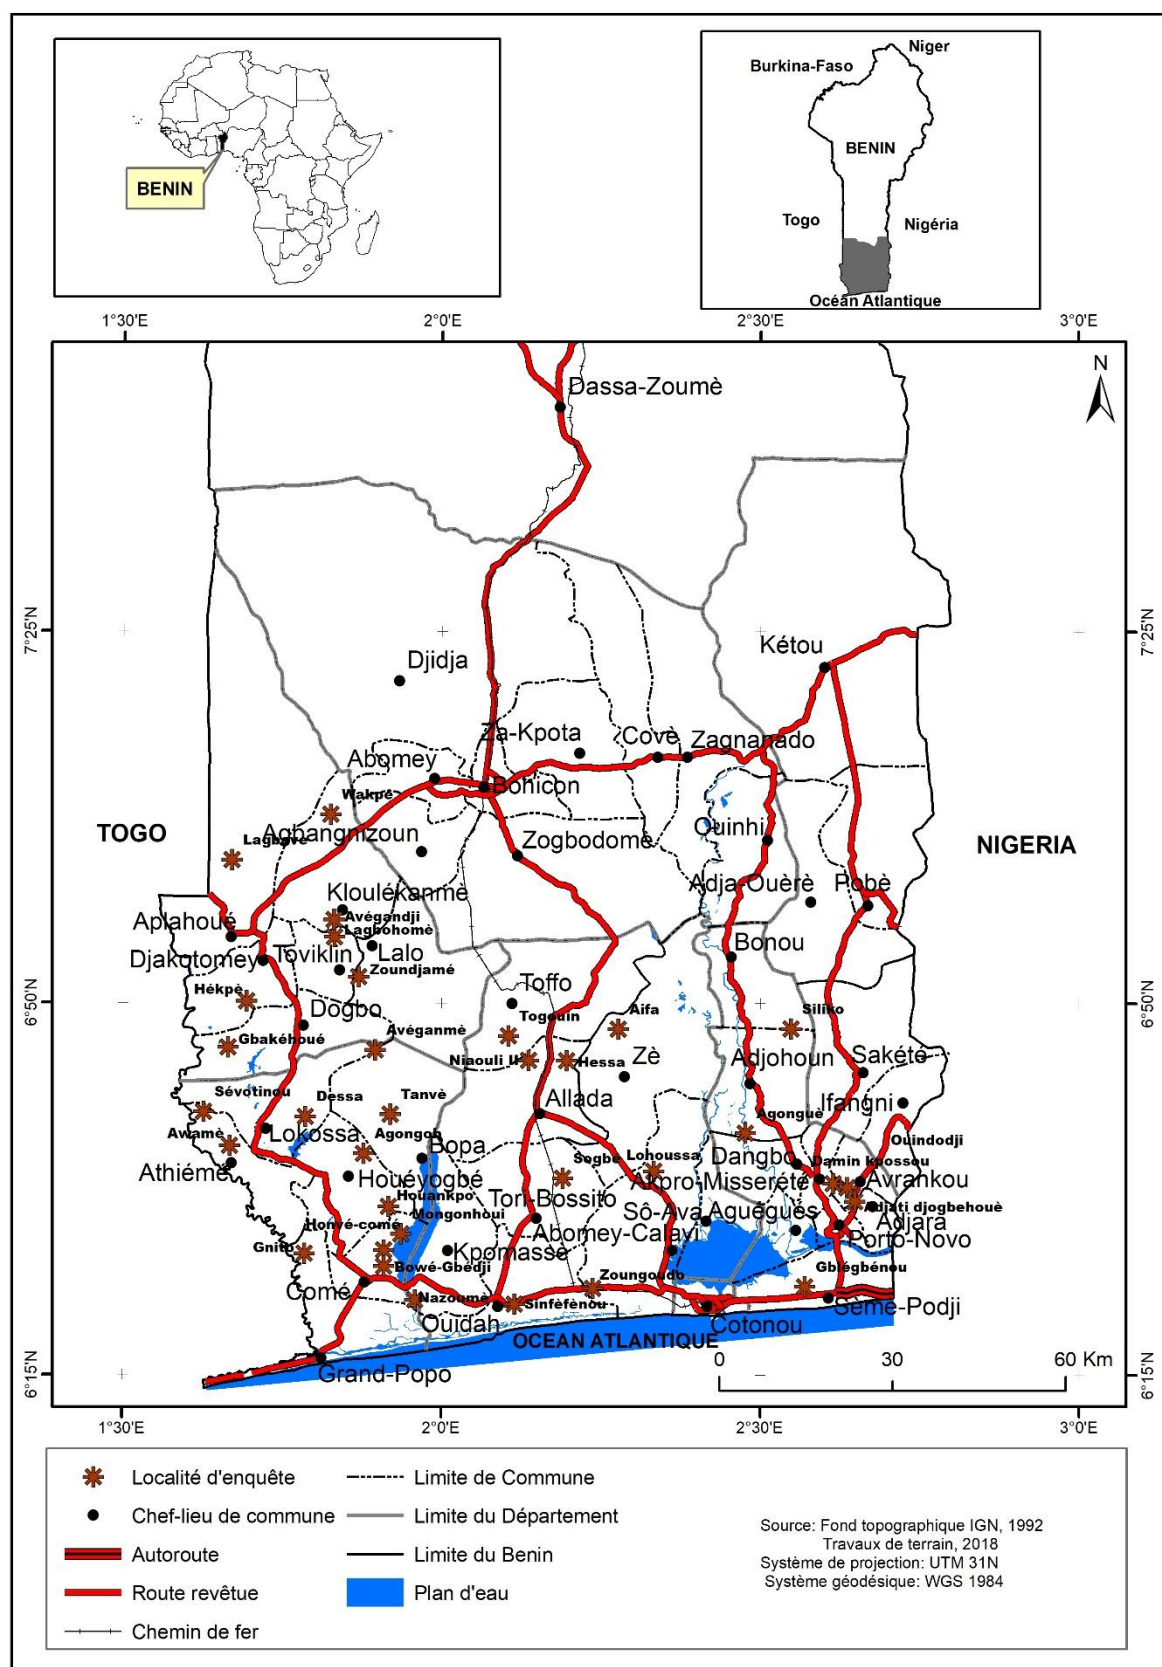 Niger
Burkina-Faso
BENIN
BENIN
Togo
Nigéria
Océan Atlantique
1°30'E
2°0'E
2°30'E
3°0'E
N
Dassa-Zoumè
7°25'N
7°25'N
Kétou
Djidja
Za-Kpota
Covè
Zagnanado
Abomey
Bohicon
Wakpé
TOGO
Agbangnizoun
Zogbodomè
Ouinhi
NIGERIA
Lagbavé
Adja-Ouèrè
Pobè
Kloulékanmè
Aplahoué
Avégandji
Lagbohomè
Djakotomey
Toviklin
Lalo
Bonou
Zoundjamé
Toffo
Hékpè
6°50'N
6°50'N
Dogbo
Togouin
Aifa
Siliko
Gbakéhoué
Avéganmè
Niaouli II
Hessa
Zè
Adjohoun
Sakété
Sévotinou
Dessa
Tanvè
Allada
Ifangni
Agonguè
Awamè
Lokossa
Agongoh
Bopa
Ouindodji
Athiémé
Houéyogbé
Sogbé
Lohoussa
Dangbo
Damin kpossou
Akpro-Missérété
Avrankou
Houankpo
Tori-Bossito
Sô-Ava
Aguégués
Adjati djogbehouè
Adjara
Honvé-comé
Mongonhoui
Abomey-Calavi
Porto-Novo
Gnito
Kpomassè
Bowé-Gbédji
Zoungoudo
Gblégbénou
Comé
Nazoumè
Sinfèfènou
Sèmè-Podji
Ouidah
Cotonou
OCEAN ATLANTIQUE
Grand-Popo
0
30
60 Km
6°15'N
6°15'N
1°30'E
2°0'E
2°30'E
3°0'E
Localité d'enquête
Limite de Commune
Chef-lieu de commune
Limite du Département
Autoroute
Limite du Benin
Route revêtue
Plan d'eau
Chemin de fer
Source: Fond topographique IGN, 1992
Travaux de terrain, 2018
Système de projection: UTM 31N
Système géodésique: WGS 1984